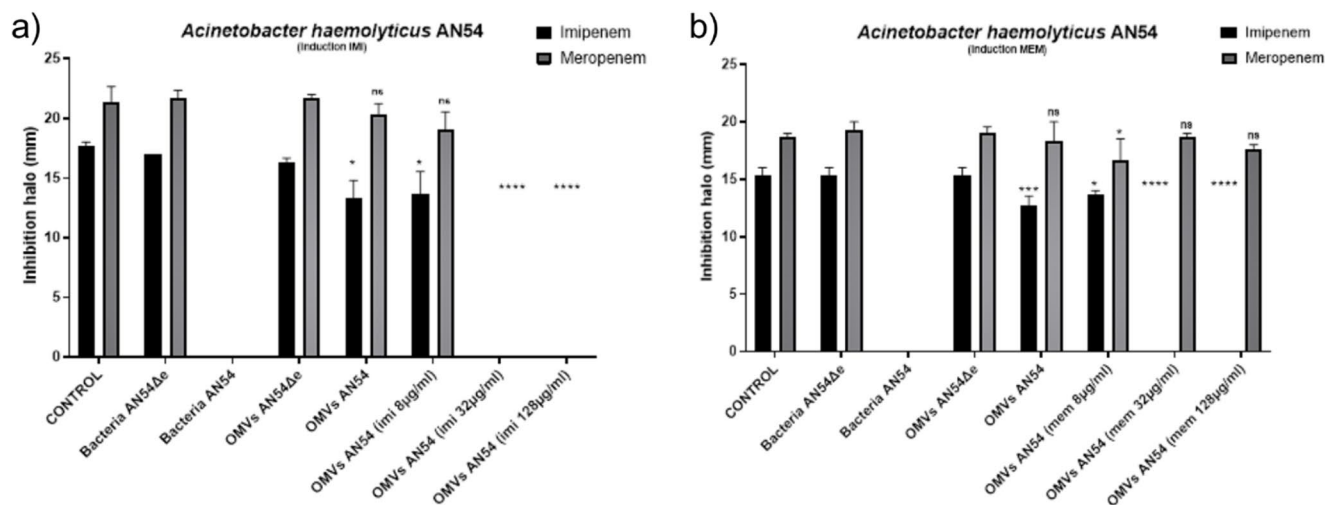 a)
Acinetobacter haemolyticus AN54
(Induction IMI)
Imipenem
Meropenem
Inhibition halo (mm)
25
20
15
10
5
0
ns
ns
*
*
****
****
CONTROL
Bacteria AN54Δe
Bacteria AN54
OMVs AN54Δe
OMVs AN54
OMVs AN54 (imi 8µg/ml)
OMVs AN54 (imi 32µg/ml)
OMVs AN54 (imi 128µg/ml)
b)
Acinetobacter haemolyticus AN54
(Induction MEM)
Imipenem
Meropenem
Inhibition halo (mm)
25
20
15
10
5
0
ns
*
ns
ns
***
*
****
****
CONTROL
Bacteria AN54Δe
Bacteria AN54
OMVs AN54Δe
OMVs AN54
OMVs AN54 (mem 8µg/ml)
OMVs AN54 (mem 32µg/ml)
OMVs AN54 (mem 128µg/ml)